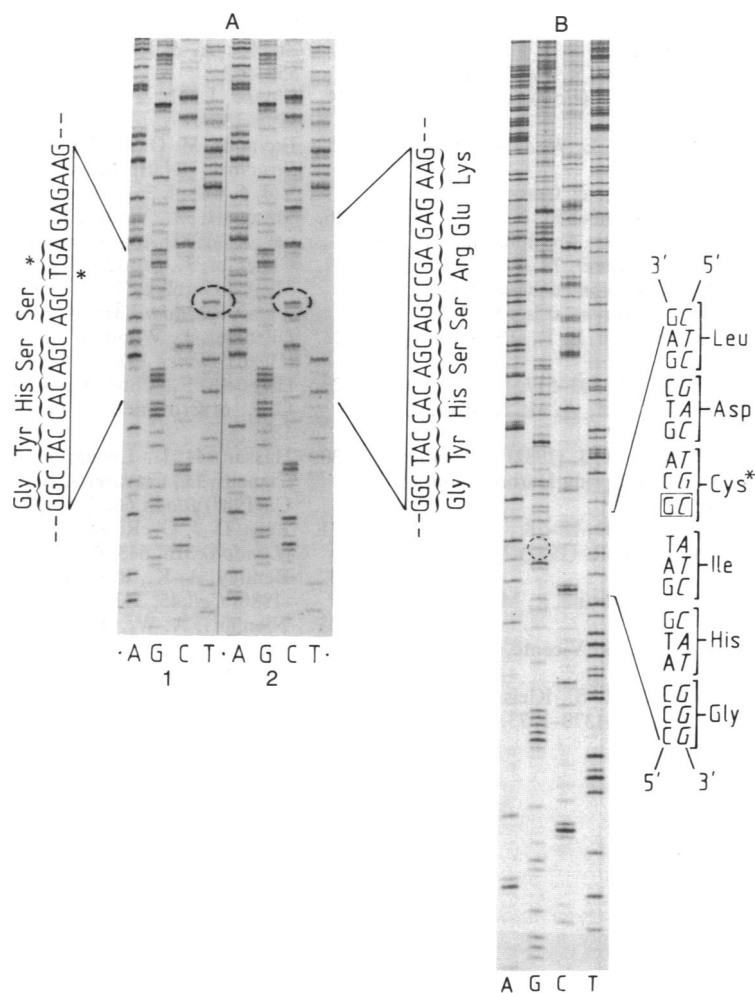 A
B
Gly Tyr His Ser Ser *
--GGC TAC CAC AGC AGC TGA GAGAAG--
*
--GGC TAC CAC AGC AGC CGA GAG AAG--
Gly Tyr His Ser Ser Arg Glu Lys
· A G C T · A G C T ·
1 2
3' 5'
GC
AT Leu
GC
CG
TA Asp
GC
AT
CG Cys*
GC
TA
AT Ile
GC
GC
TA His
AT
CG
CG Gly
CG
5' 3'
A G C T